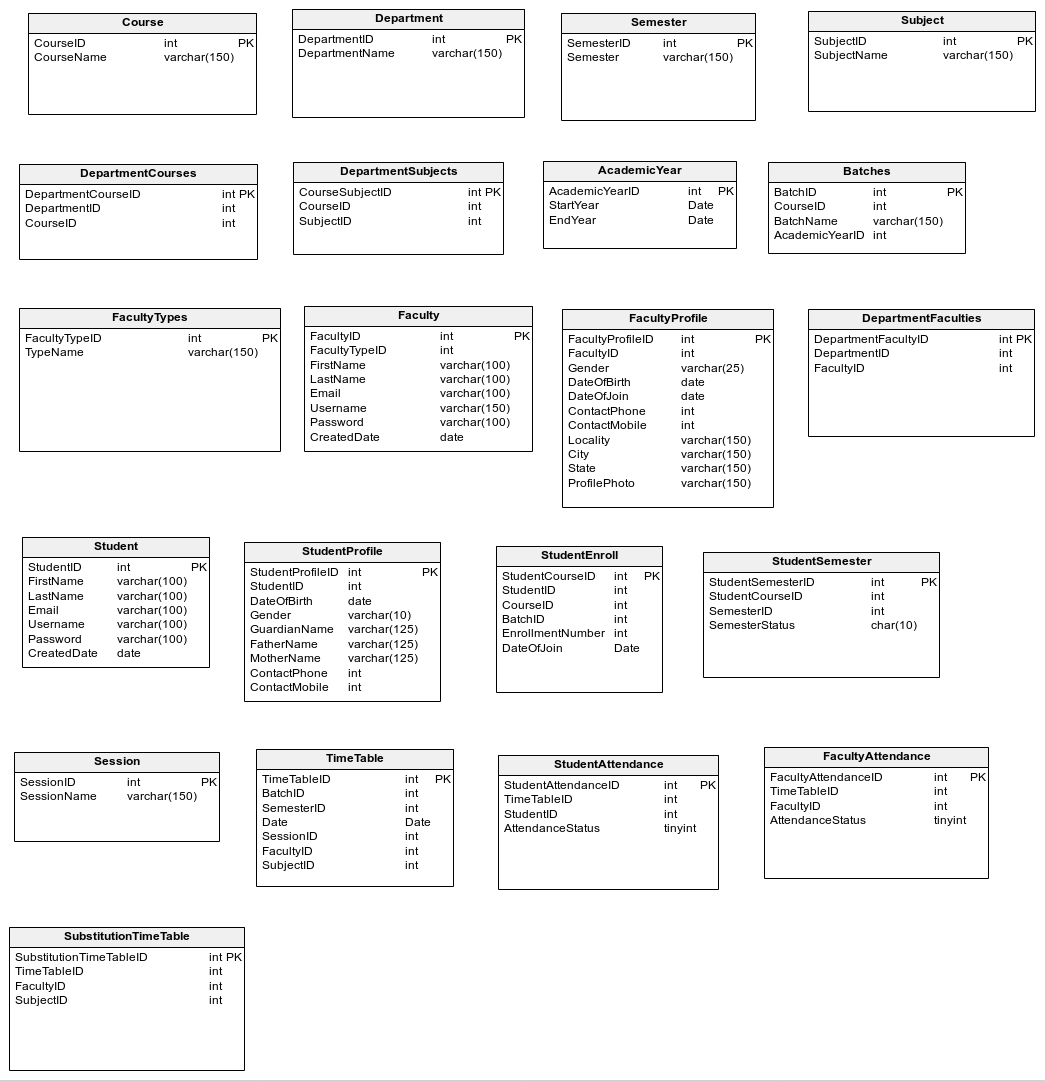 Course
CourseID int PK
CourseName varchar(150)
Department
DepartmentID int PK
DepartmentName varchar(150)
Semester
SemesterID int PK
Semester varchar(150)
Subject
SubjectID int PK
SubjectName varchar(150)
DepartmentCourses
DepartmentCourseID int PK
DepartmentID int
CourseID int
DepartmentSubjects
CourseSubjectID int PK
CourseID int
SubjectID int
AcademicYear
AcademicYearID int PK
StartYear Date
EndYear Date
Batches
BatchID int PK
CourseID int
BatchName varchar(150)
AcademicYearID int
FacultyTypes
FacultyTypeID int PK
TypeName varchar(150)
Faculty
FacultyID int PK
FacultyTypeID int
FirstName varchar(100)
LastName varchar(100)
Email varchar(100)
Username varchar(150)
Password varchar(100)
CreatedDate date
FacultyProfile
FacultyProfileID int PK
FacultyID int
Gender varchar(25)
DateOfBirth date
DateOfJoin date
ContactPhone int
ContactMobile int
Locality varchar(150)
City varchar(150)
State varchar(150)
ProfilePhoto varchar(150)
DepartmentFaculties
DepartmentFacultyID int PK
DepartmentID int
FacultyID int
Student
StudentID int PK
FirstName varchar(100)
LastName varchar(100)
Email varchar(100)
Username varchar(100)
Password varchar(100)
CreatedDate date
StudentProfile
StudentProfileID int PK
StudentID int
DateOfBirth date
Gender varchar(10)
GuardianName varchar(125)
FatherName varchar(125)
MotherName varchar(125)
ContactPhone int
ContactMobile int
StudentEnroll
StudentCourseID int PK
StudentID int
CourseID int
BatchID int
EnrollmentNumber int
DateOfJoin Date
StudentSemester
StudentSemesterID int PK
StudentCourseID int
SemesterID int
SemesterStatus char(10)
Session
SessionID int PK
SessionName varchar(150)
TimeTable
TimeTableID int PK
BatchID int
SemesterID int
Date Date
SessionID int
FacultyID int
SubjectID int
StudentAttendance
StudentAttendanceID int PK
TimeTableID int
StudentID int
AttendanceStatus tinyint
FacultyAttendance
FacultyAttendanceID int PK
TimeTableID int
FacultyID int
AttendanceStatus tinyint
SubstitutionTimeTable
SubstitutionTimeTableID int PK
TimeTableID int
FacultyID int
SubjectID int